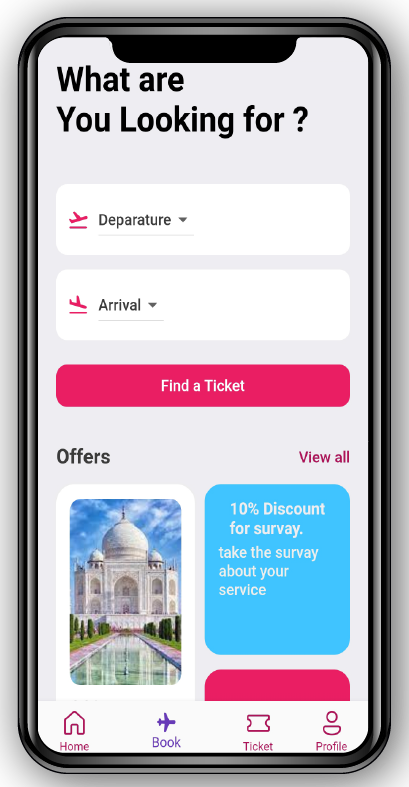 What are
You Looking for ?
Deparature
Arrival
Find a Ticket
Offers
View all
10% Discount
for survay.
take the survay
about your
service
Home
Book
Ticket
Profile